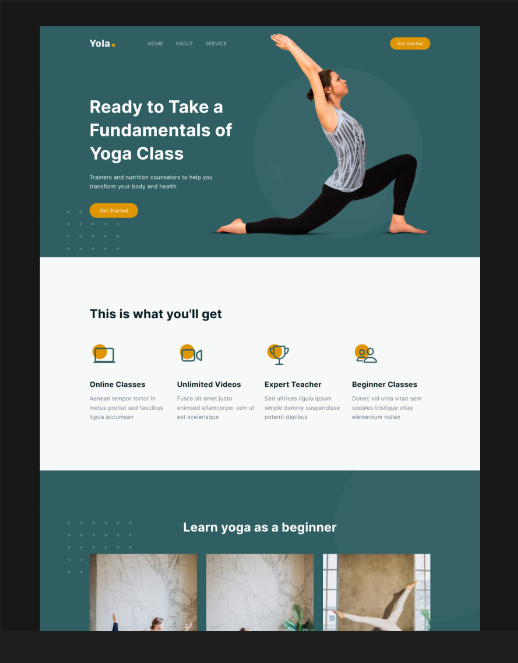 Yola
HOME ABOUT SERVICE
Get Started
Ready to Take a
Fundamentals of
Yoga Class
Trainers and nutrition counselors to help you
transform your body and health
Get Started
This is what you'll get
Online Classes
Aenean tempor tortor in
metus pretiut sed faucibus
ligula accumsan
Unlimited Videos
Fusce sit amet justo
enimsed ullamcorper sem ut
est scelerisque
Expert Teacher
Sed ultrices ligula ipsum
simple dummy suspendisse
potenti dapibus
Beginner Classes
Donec vel urna vitae sem
sodales tristique vitae
elementum nullan
Learn yoga as a beginner